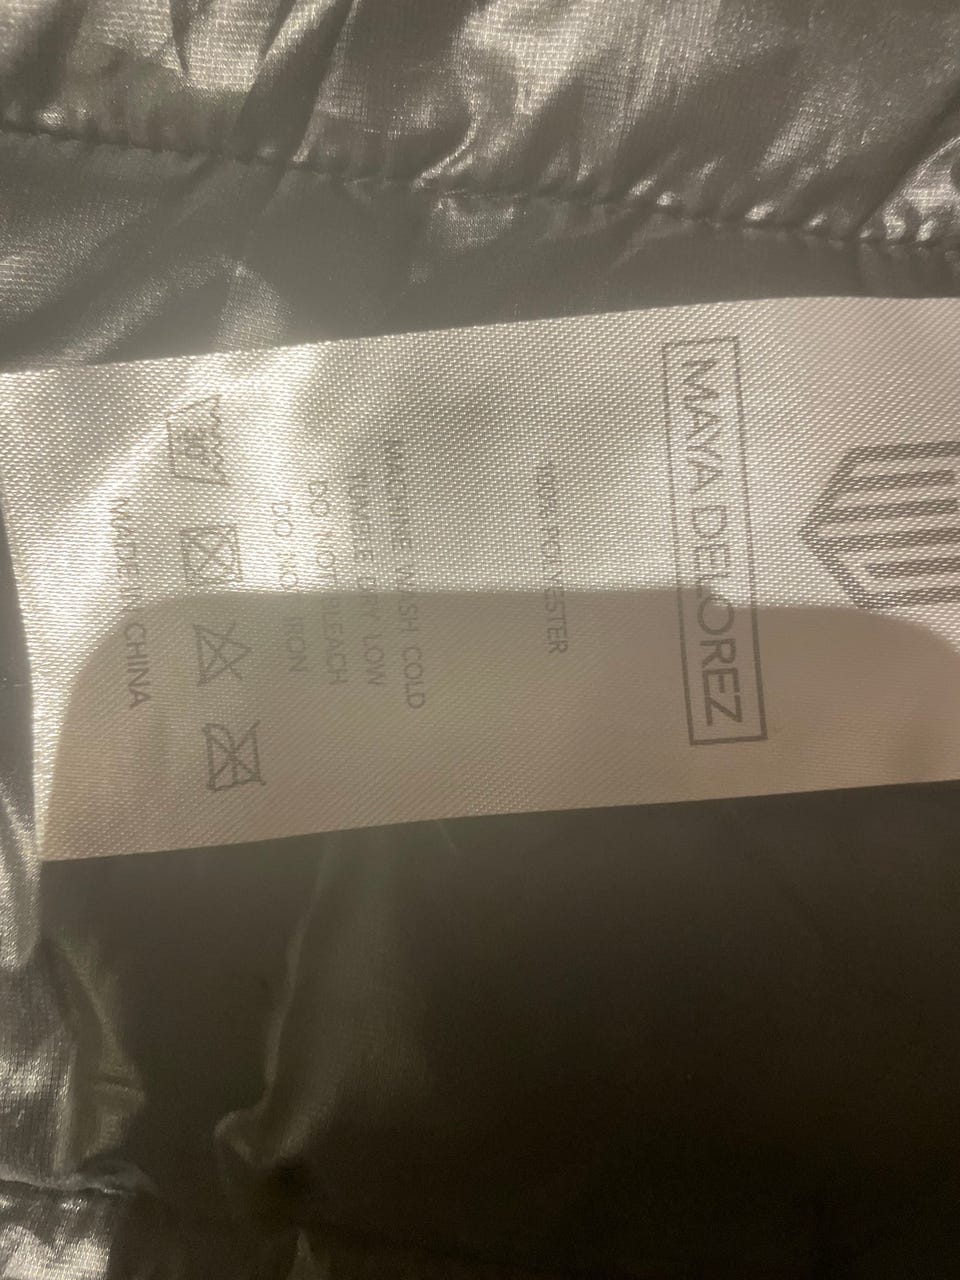 MAYA DELOREZ
100% POLYESTER
MACHINE WASH COLD
TUMBLE DRY LOW
DO NOT BLEACH
DO NOT IRON
30°
MADE IN CHINA